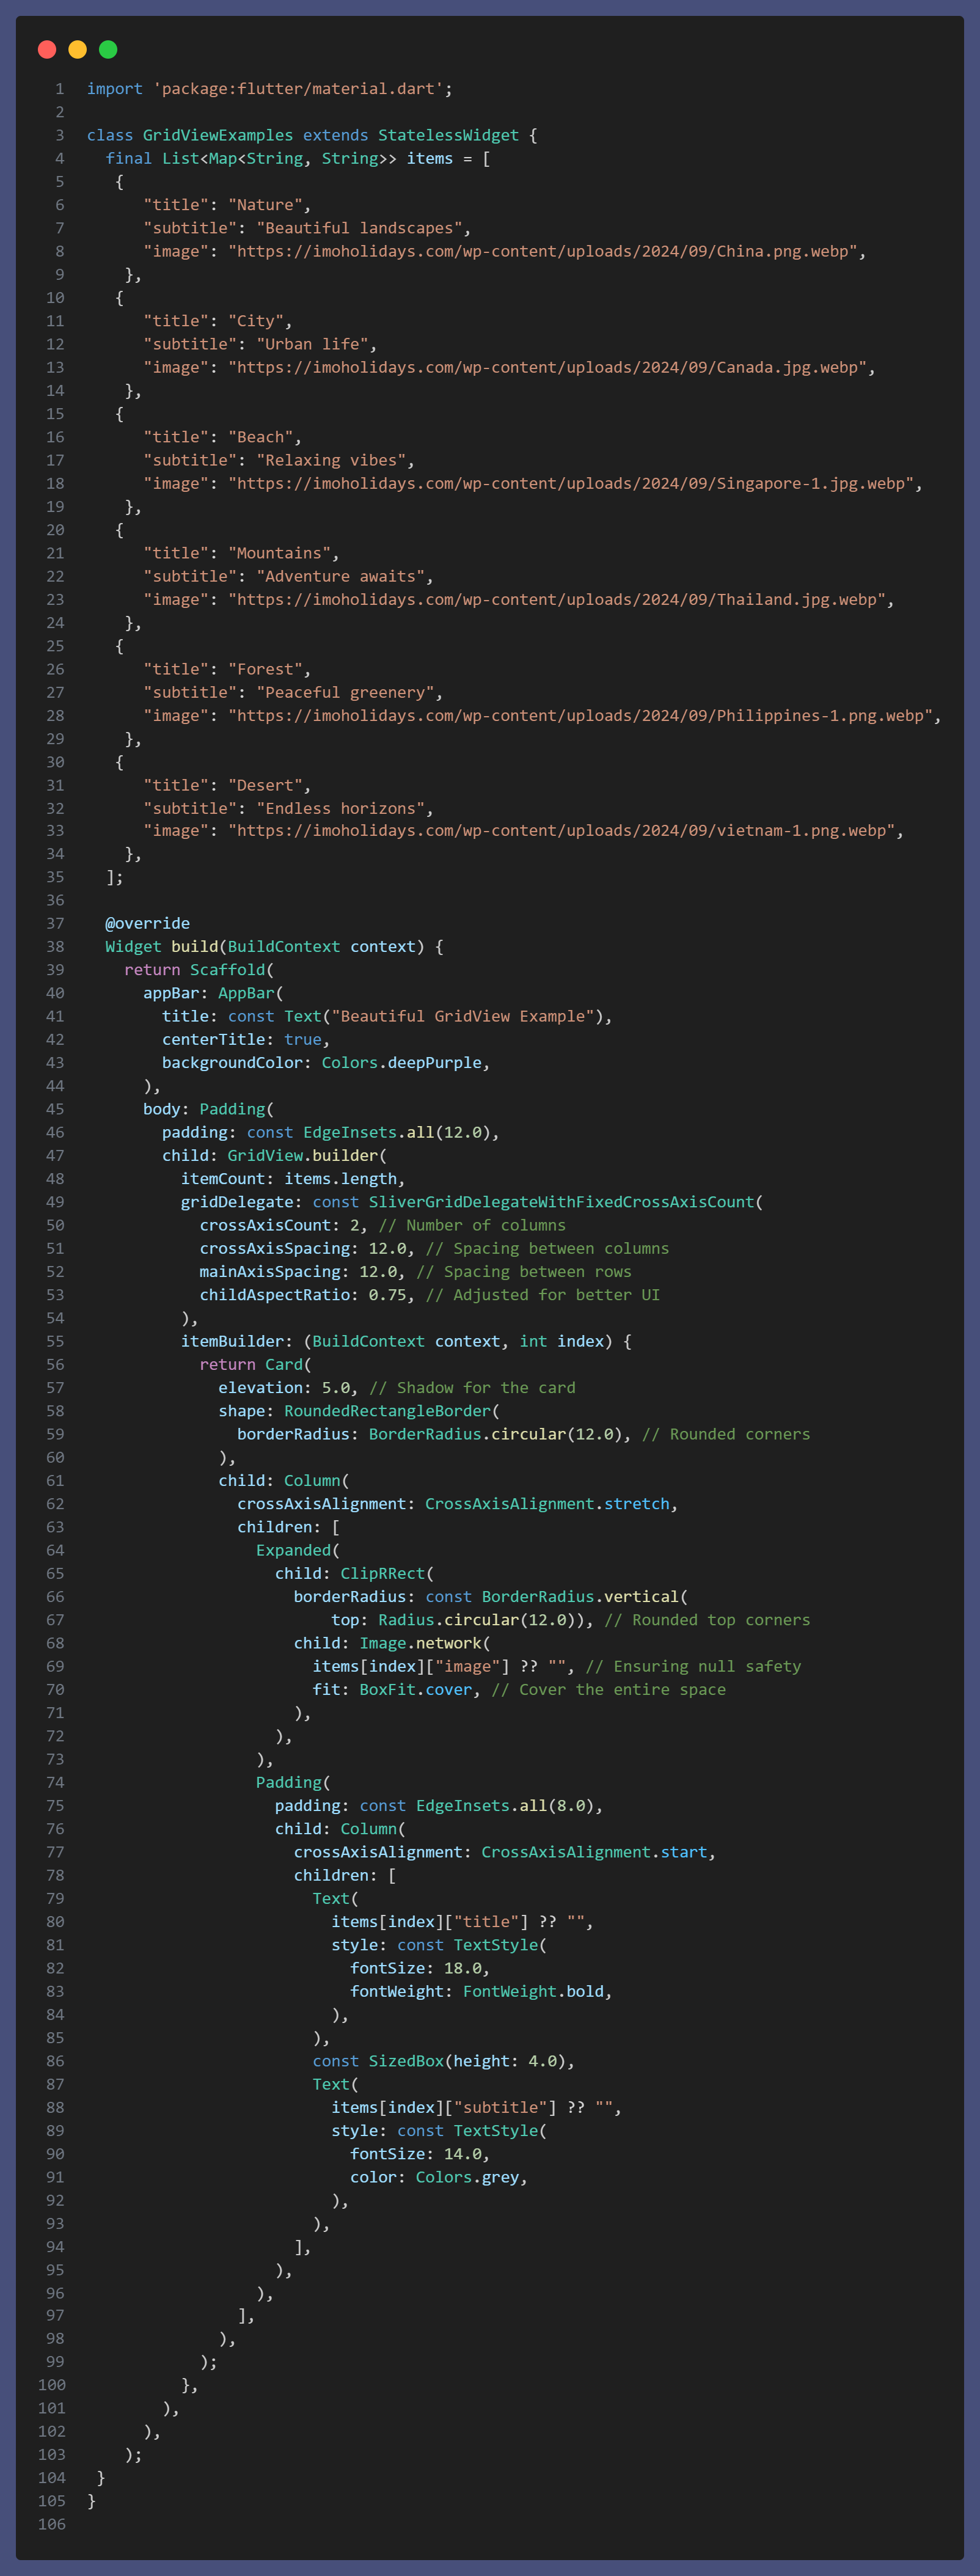 1 import 'package:flutter/material.dart';
2
3 class GridViewExamples extends StatelessWidget {
4   final List<Map<String, String>> items = [
5    {
6       "title": "Nature",
7       "subtitle": "Beautiful landscapes",
8       "image": "https://imoholidays.com/wp-content/uploads/2024/09/China.png.webp",
9     },
10    {
11       "title": "City",
12       "subtitle": "Urban life",
13       "image": "https://imoholidays.com/wp-content/uploads/2024/09/Canada.jpg.webp",
14     },
15    {
16       "title": "Beach",
17       "subtitle": "Relaxing vibes",
18       "image": "https://imoholidays.com/wp-content/uploads/2024/09/Singapore-1.jpg.webp",
19     },
20    {
21       "title": "Mountains",
22       "subtitle": "Adventure awaits",
23       "image": "https://imoholidays.com/wp-content/uploads/2024/09/Thailand.jpg.webp",
24     },
25    {
26       "title": "Forest",
27       "subtitle": "Peaceful greenery",
28       "image": "https://imoholidays.com/wp-content/uploads/2024/09/Philippines-1.png.webp",
29     },
30    {
31       "title": "Desert",
32       "subtitle": "Endless horizons",
33       "image": "https://imoholidays.com/wp-content/uploads/2024/09/vietnam-1.png.webp",
34     },
35   ];
36
37   @override
38   Widget build(BuildContext context) {
39     return Scaffold(
40       appBar: AppBar(
41         title: const Text("Beautiful GridView Example"),
42         centerTitle: true,
43         backgroundColor: Colors.deepPurple,
44       ),
45       body: Padding(
46         padding: const EdgeInsets.all(12.0),
47         child: GridView.builder(
48           itemCount: items.length,
49           gridDelegate: const SliverGridDelegateWithFixedCrossAxisCount(
50             crossAxisCount: 2, // Number of columns
51             crossAxisSpacing: 12.0, // Spacing between columns
52             mainAxisSpacing: 12.0, // Spacing between rows
53             childAspectRatio: 0.75, // Adjusted for better UI
54           ),
55           itemBuilder: (BuildContext context, int index) {
56             return Card(
57               elevation: 5.0, // Shadow for the card
58               shape: RoundedRectangleBorder(
59                 borderRadius: BorderRadius.circular(12.0), // Rounded corners
60               ),
61               child: Column(
62                 crossAxisAlignment: CrossAxisAlignment.stretch,
63                 children: [
64                   Expanded(
65                     child: ClipRRect(
66                       borderRadius: const BorderRadius.vertical(
67                           top: Radius.circular(12.0)), // Rounded top corners
68                       child: Image.network(
69                         items[index]["image"] ?? "", // Ensuring null safety
70                         fit: BoxFit.cover, // Cover the entire space
71                       ),
72                     ),
73                   ),
74                   Padding(
75                     padding: const EdgeInsets.all(8.0),
76                     child: Column(
77                       crossAxisAlignment: CrossAxisAlignment.start,
78                       children: [
79                         Text(
80                           items[index]["title"] ?? "",
81                           style: const TextStyle(
82                             fontSize: 18.0,
83                             fontWeight: FontWeight.bold,
84                           ),
85                         ),
86                         const SizedBox(height: 4.0),
87                         Text(
88                           items[index]["subtitle"] ?? "",
89                           style: const TextStyle(
90                             fontSize: 14.0,
91                             color: Colors.grey,
92                           ),
93                         ),
94                       ],
95                     ),
96                   ),
97                 ],
98               ),
99             );
100           },
101         ),
102       ),
103     );
104  }
105 }
106